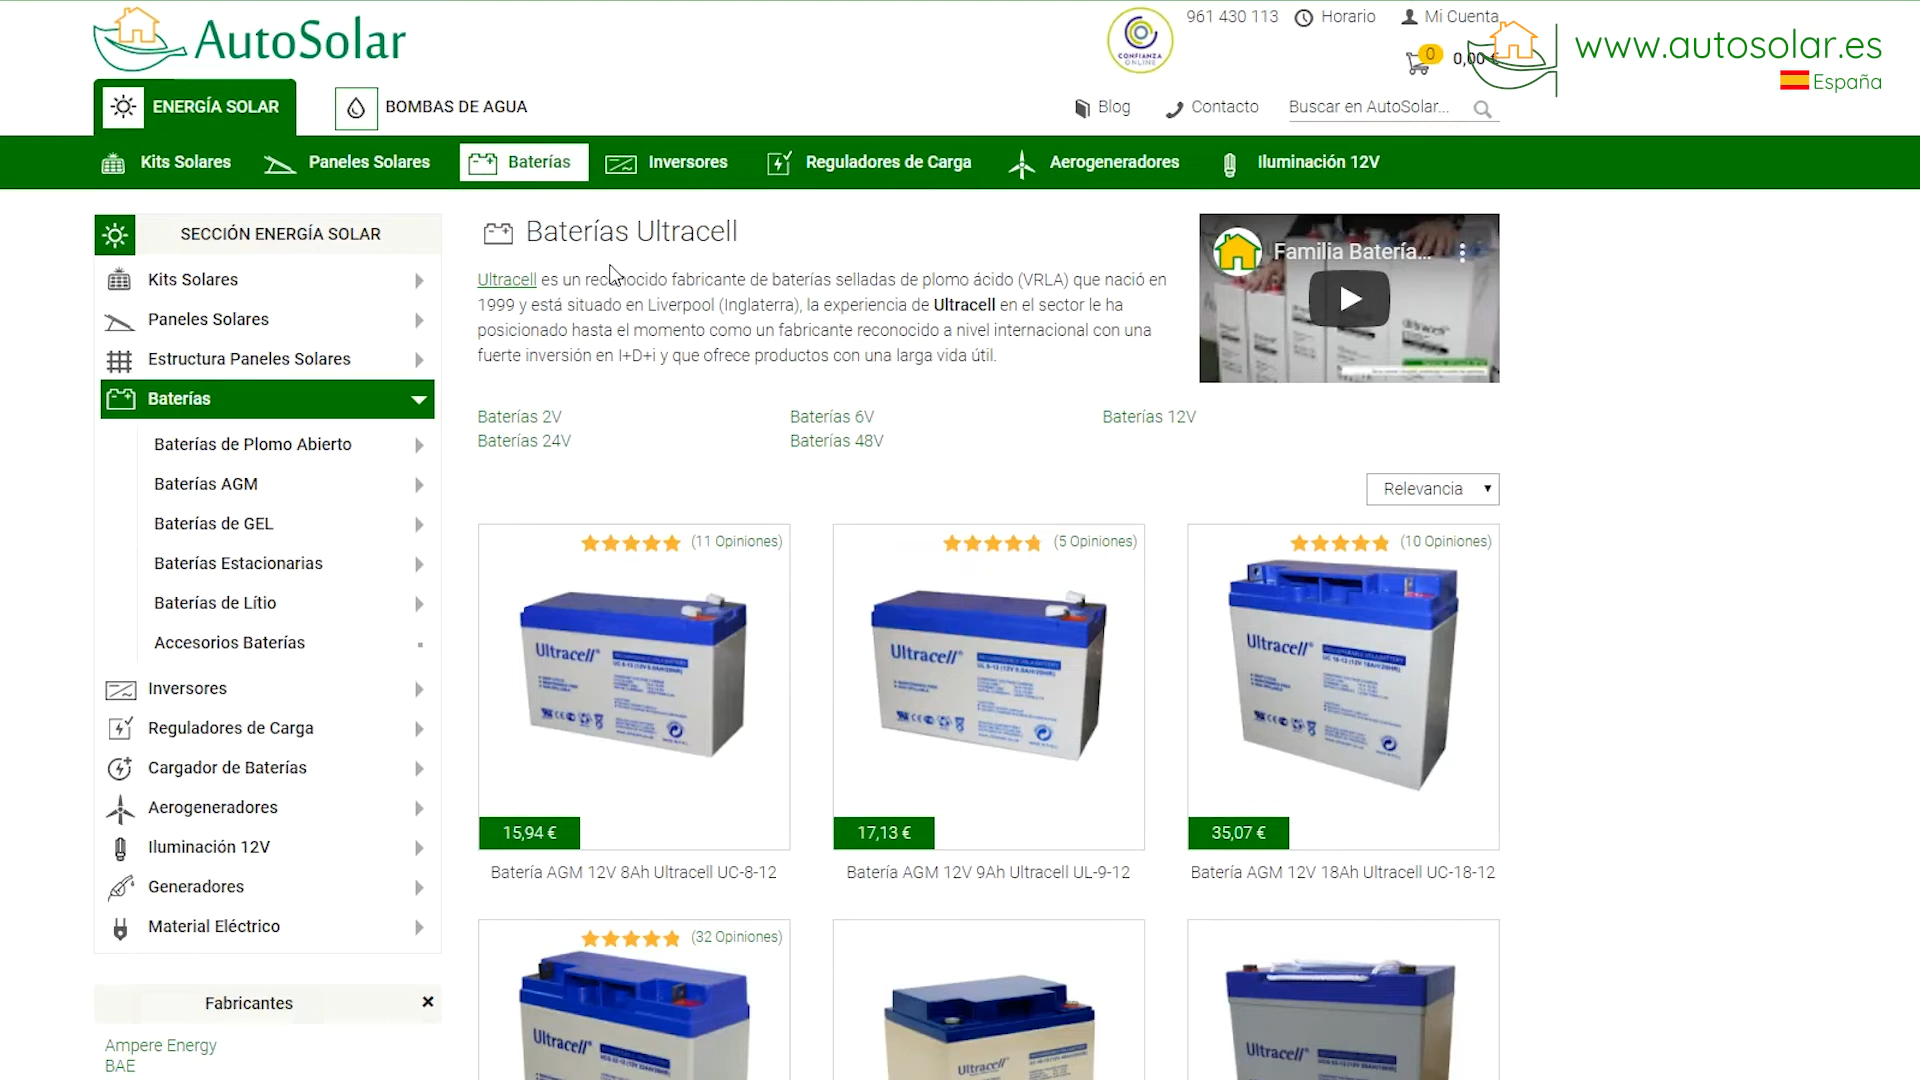 AutoSolar
CONFIANZA
ONLINE
961 430 113
Horario
Mi Cuenta
0
0,00
www.autosolar.es
España
ENERGÍA SOLAR
BOMBAS DE AGUA
Blog
Contacto
Buscar en AutoSolar...
Kits Solares
Paneles Solares
Baterías
Inversores
Reguladores de Carga
Aerogeneradores
Iluminación 12V
SECCIÓN ENERGÍA SOLAR
Kits Solares
Paneles Solares
Estructura Paneles Solares
Baterías
Baterías de Plomo Abierto
Baterías AGM
Baterías de GEL
Baterías Estacionarias
Baterías de Lítio
Accesorios Baterías
Inversores
Reguladores de Carga
Cargador de Baterías
Aerogeneradores
Iluminación 12V
Generadores
Material Eléctrico
Fabricantes
Ampere Energy
BAE
Baterías Ultracell
Ultracell es un reconocido fabricante de baterías selladas de plomo ácido (VRLA) que nació en
1999 y está situado en Liverpool (Inglaterra), la experiencia de Ultracell en el sector le ha
posicionado hasta el momento como un fabricante reconocido a nivel internacional con una
fuerte inversión en I+D+i y que ofrece productos con una larga vida útil.
Familia Batería...
Baterías 2V
Baterías 6V
Baterías 12V
Baterías 24V
Baterías 48V
Relevancia
(11 Opiniones)
Ultracell
15,94 €
Batería AGM 12V 8Ah Ultracell UC-8-12
(5 Opiniones)
Ultracell
17,13 €
Batería AGM 12V 9Ah Ultracell UL-9-12
(10 Opiniones)
Ultracell
35,07 €
Batería AGM 12V 18Ah Ultracell UC-18-12
(32 Opiniones)
Ultracell
Ultracell
Ultracell